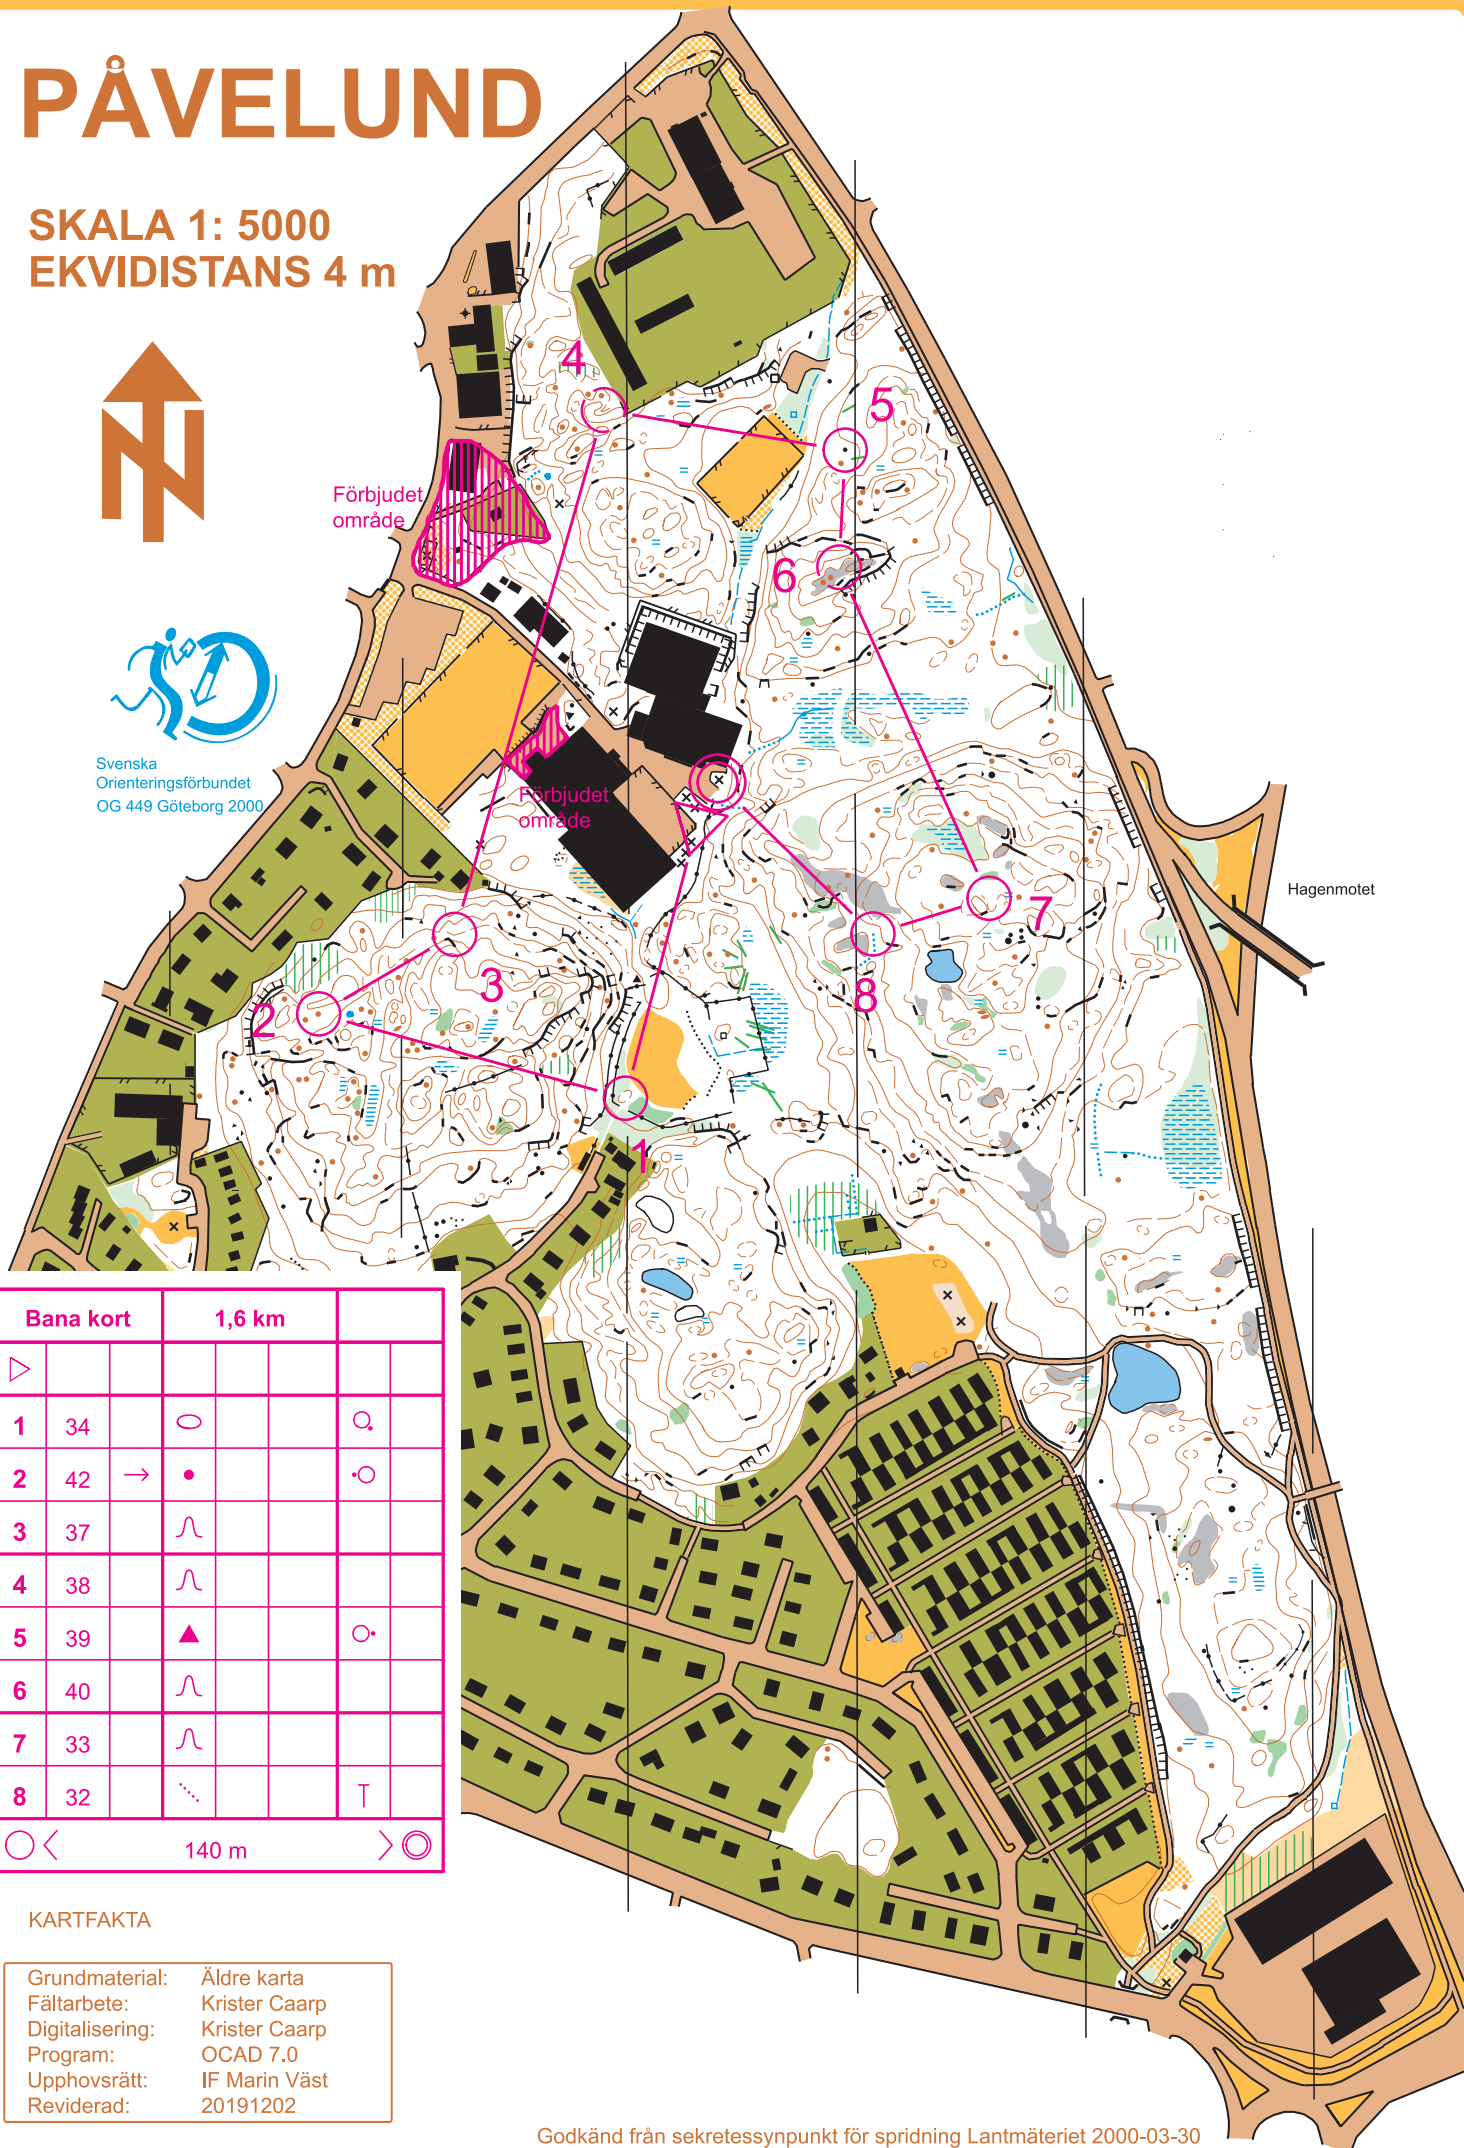 PÅVELUND
SKALA 1: 5000
EKVIDISTANS 4 m
N
Förbjudet
område
Svenska
Orienteringsförbundet
OG 449 Göteborg 2000
Förbjudet
område
Hagenmotet
4
5
6
3
7
2
8
1
Bana kort 1,6 km
1 34
2 42
3 37
4 38
5 39
6 40
7 33
8 32
140 m
KARTFAKTA
Grundmaterial: Äldre karta
Fältarbete: Krister Caarp
Digitalisering: Krister Caarp
Program: OCAD 7.0
Upphovsrätt: IF Marin Väst
Reviderad: 20191202
Godkänd från sekretessynpunkt för spridning Lantmäteriet 2000-03-30